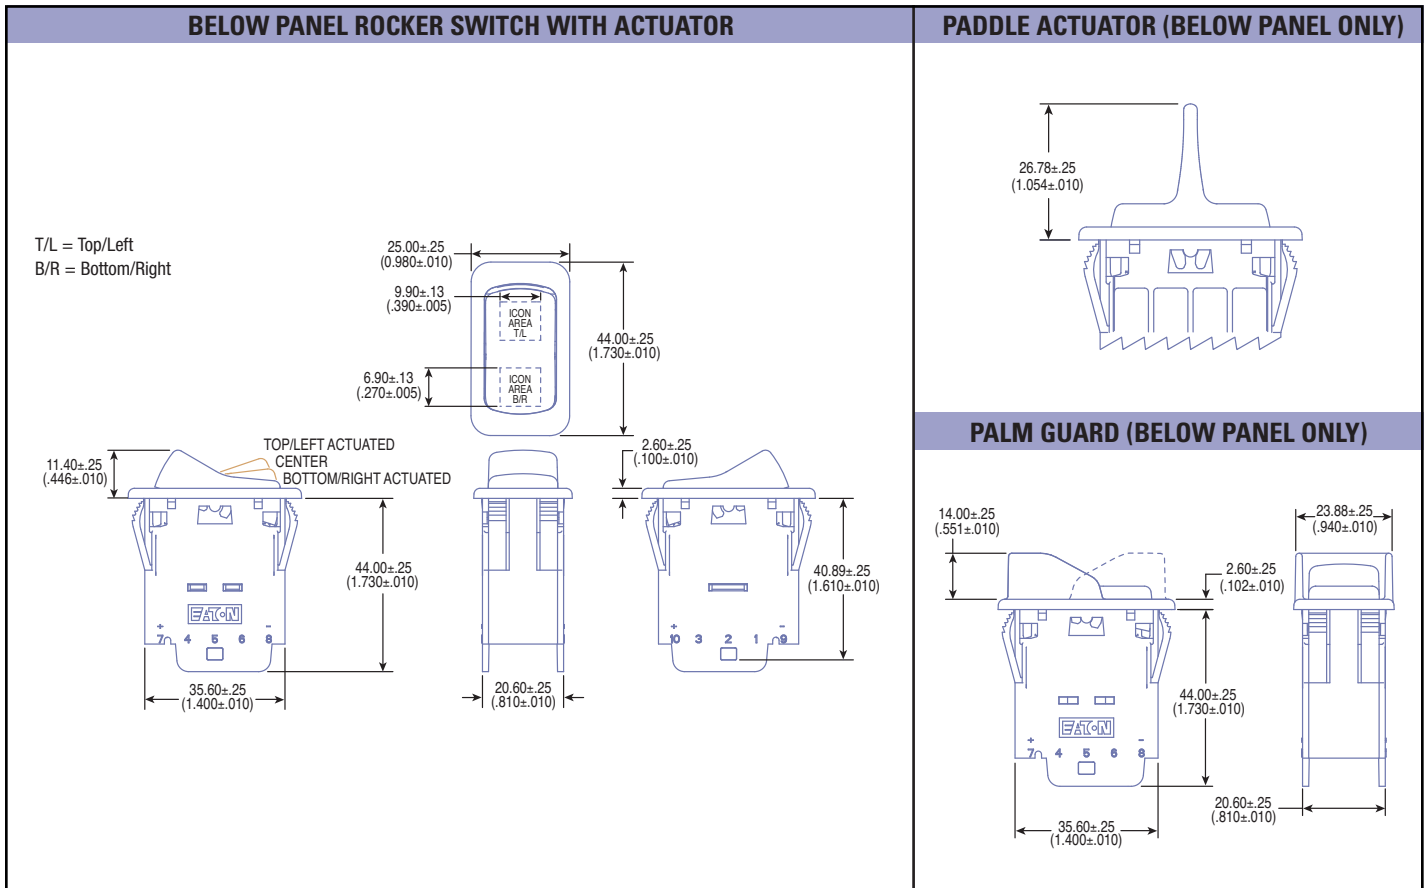 BELOW PANEL ROCKER SWITCH WITH ACTUATOR
T/L = Top/Left
B/R = Bottom/Right
25.00±.25
(0.980±.010)
9.90±.13
(.390±.005)
ICON
AREA
T/L
44.00±.25
(1.730±.010)
6.90±.13
(.270±.005)
ICON
AREA
B/R
11.40±.25
(.446±.010)
TOP/LEFT ACTUATED
CENTER
BOTTOM/RIGHT ACTUATED
2.60±.25
(.100±.010)
44.00±.25
(1.730±.010)
40.89±.25
(1.610±.010)
EATON
+ -
7 4 5 6 8
+ -
10 3 2 1 9
35.60±.25
(1.400±.010)
20.60±.25
(.810±.010)
PADDLE ACTUATOR (BELOW PANEL ONLY)
26.78±.25
(1.054±.010)
PALM GUARD (BELOW PANEL ONLY)
14.00±.25
(.551±.010)
23.88±.25
(.940±.010)
2.60±.25
(.102±.010)
44.00±.25
(1.730±.010)
EATON
+ -
7 4 5 6 8
20.60±.25
(.810±.010)
35.60±.25
(1.400±.010)